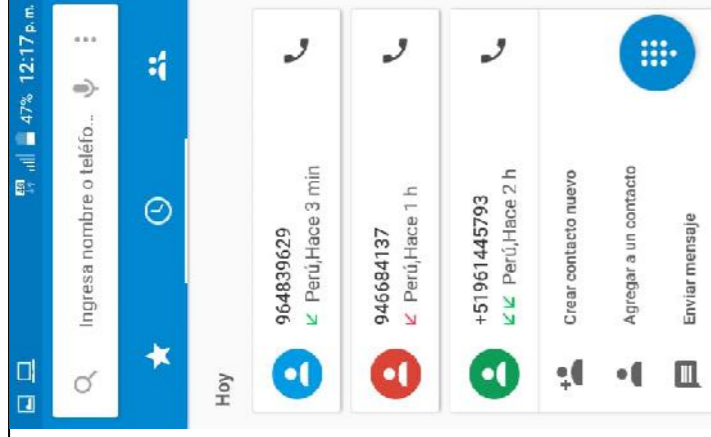 4G 47% 12:17 p. m.
Ingresa nombre o teléfo...
Hoy
964839629
Perú,Hace 3 min
946684137
Perú,Hace 1 h
+51961445793
Perú,Hace 2 h
Crear contacto nuevo
Agregar a un contacto
Enviar mensaje